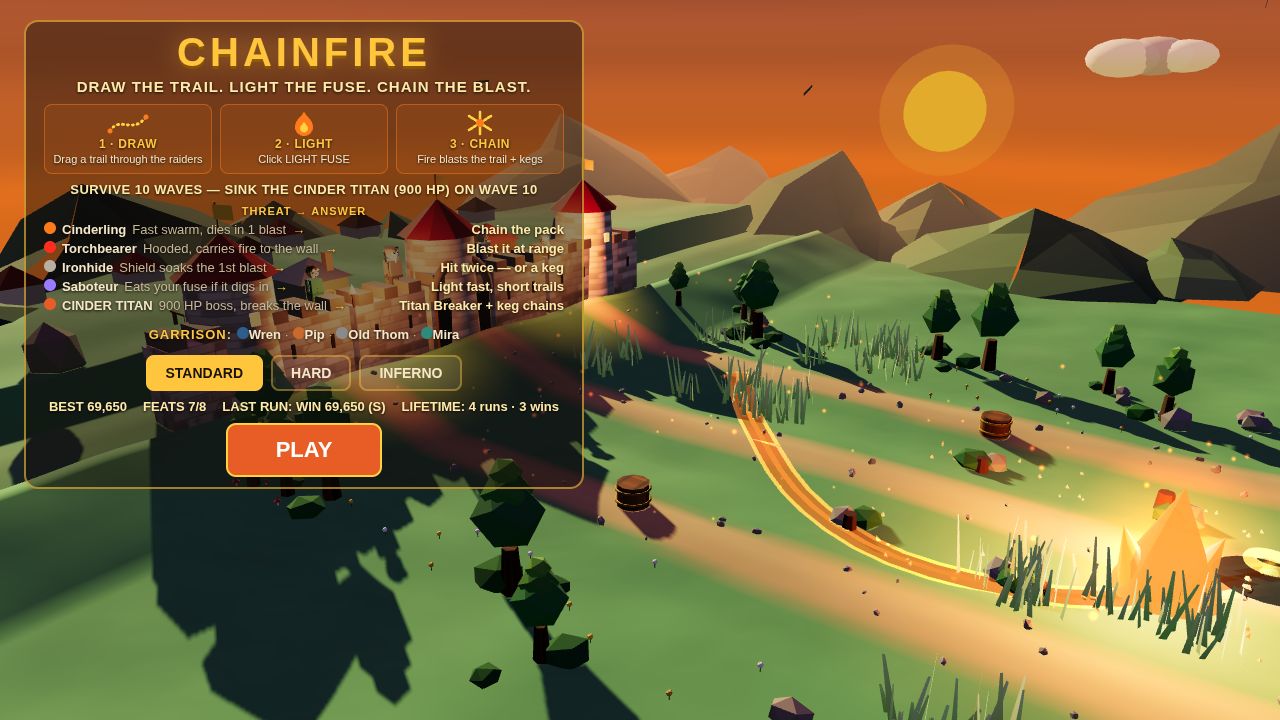 CHAINFIRE
DRAW THE TRAIL. LIGHT THE FUSE. CHAIN THE BLAST.
1 · DRAW
Drag a trail through the raiders
2 · LIGHT
Click LIGHT FUSE
3 · CHAIN
Fire blasts the trail + kegs
SURVIVE 10 WAVES — SINK THE CINDER TITAN (900 HP) ON WAVE 10
THREAT → ANSWER
Cinderling Fast swarm, dies in 1 blast → Chain the pack
Torchbearer Hooded, carries fire to the wall → Blast it at range
Ironhide Shield soaks the 1st blast → Hit twice — or a keg
Saboteur Eats your fuse if it digs in → Light fast, short trails
CINDER TITAN 900 HP boss, breaks the wall → Titan Breaker + keg chains
GARRISON: Wren · Pip · Old Thom · Mira
STANDARD HARD INFERNO
BEST 69,650 FEATS 7/8 LAST RUN: WIN 69,650 (S) LIFETIME: 4 runs · 3 wins
PLAY